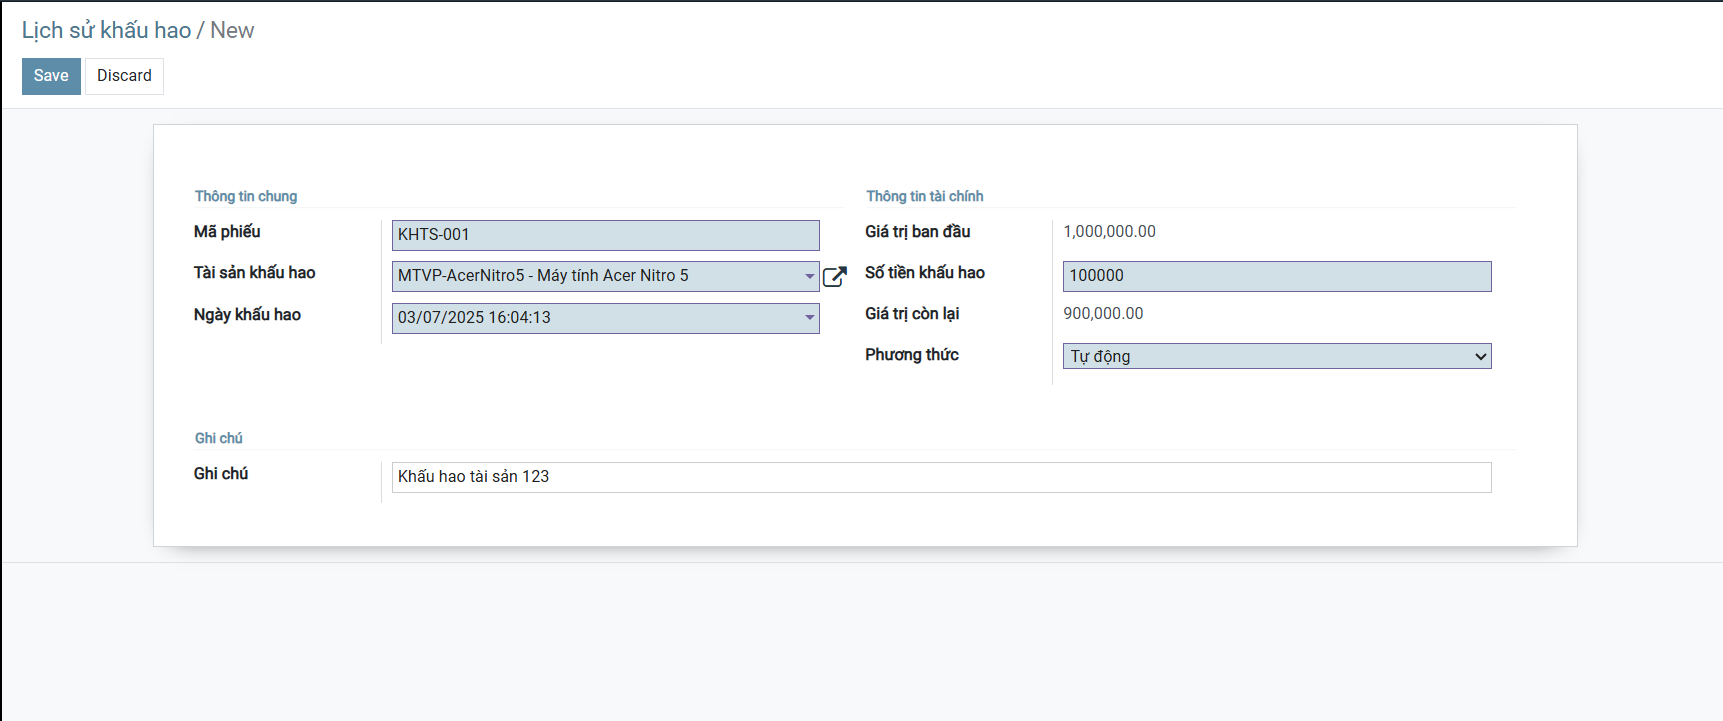 Lịch sử khấu hao / New
Save Discard
Thông tin chung
Mã phiếu KHTS-001
Tài sản khấu hao MTVP-AcerNitro5 - Máy tính Acer Nitro 5
Ngày khấu hao 03/07/2025 16:04:13
Thông tin tài chính
Giá trị ban đầu 1,000,000.00
Số tiền khấu hao 100000
Giá trị còn lại 900,000.00
Phương thức Tự động
Ghi chú
Ghi chú Khấu hao tài sản 123